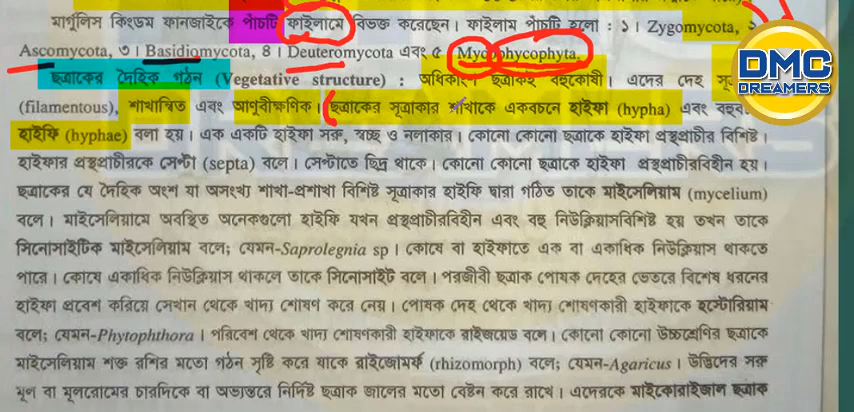 মার্গুলিস কিংডম ফানজাইকে পাঁচটি ফাইলামে বিভক্ত করেছেন। ফাইলাম পাঁচটি হলো : ১। Zygomycota, ২
Ascomycota, ৩। Basidiomycota, 8। Deuteromycota এবং ৫ Mycophycophyta.
ছত্রাকের দৈহিক গঠন (Vegetative structure) : অধিকাংশ ছত্রাকই বহুকোষী। এদের দেহ
(filamentous), শাখান্বিত এবং আণুবীক্ষণিক। ছত্রাকের সূত্রাকার শাখাকে একবচনে হাইফা (hypha) এবং
হাইফি (hyphae) বলা হয়। এক একটি হাইফা সরু, স্বচ্ছ ও নলাকার। কোনো কোনো ছত্রাকে হাইফা প্রস্থপ্রাচীর বিশিষ্ট।
হাইফার প্রস্থপ্রাচীরকে সেপ্টা (septa) বলে। সেপ্টাতে ছিদ্র থাকে। কোনো কোনো ছত্রাকে হাইফা প্রস্থপ্রাচীরবিহীন হয়।
ছত্রাকের যে দৈহিক অংশ যা অসংখ্য শাখা-প্রশাখা বিশিষ্ট সূত্রাকার হাইফি দ্বারা গঠিত তাকে মাইসেলিয়াম (mycelium)
বলে। মাইসেলিয়ামে অবস্থিত অনেকগুলো হাইফি যখন প্রস্থপ্রাচীরবিহীন এবং বহু নিউক্লিয়াসবিশিষ্ট হয় তখন তাকে
সিনোসাইটিক মাইসেলিয়াম বলে; যেমন-Saprolegnia sp। কোষে বা হাইফাতে এক বা একাধিক নিউক্লিয়াস থাকতে
পারে। কোষে একাধিক নিউক্লিয়াস থাকলে তাকে সিনোসাইট বলে। পরজীবী ছত্রাক পোষক দেহের ভেতরে বিশেষ ধরনের
হাইফা প্রবেশ করিয়ে সেখান থেকে খাদ্য শোষণ করে নেয়। পোষক দেহ থেকে খাদ্য শোষণকারী হাইফাকে হস্টোরিয়াম
বলে; যেমন-Phytophthora। পরিবেশ থেকে খাদ্য শোষণকারী হাইফাকে রাইজয়েড বলে। কোনো কোনো উচ্চশ্রেণির ছত্রাকে
মাইসেলিয়াম শক্ত রশির মতো গঠন সৃষ্টি করে যাকে রাইজোমর্ফ (rhizomorph) বলে; যেমন-Agaricus। উদ্ভিদের সরু
মূল বা মূলরোমের চারদিকে বা অভ্যন্তরে নির্দিষ্ট ছত্রাক জালের মতো বেষ্টন করে রাখে। এদেরকে মাইকোরাইজাল ছত্রাক
DMC
DREAMERS